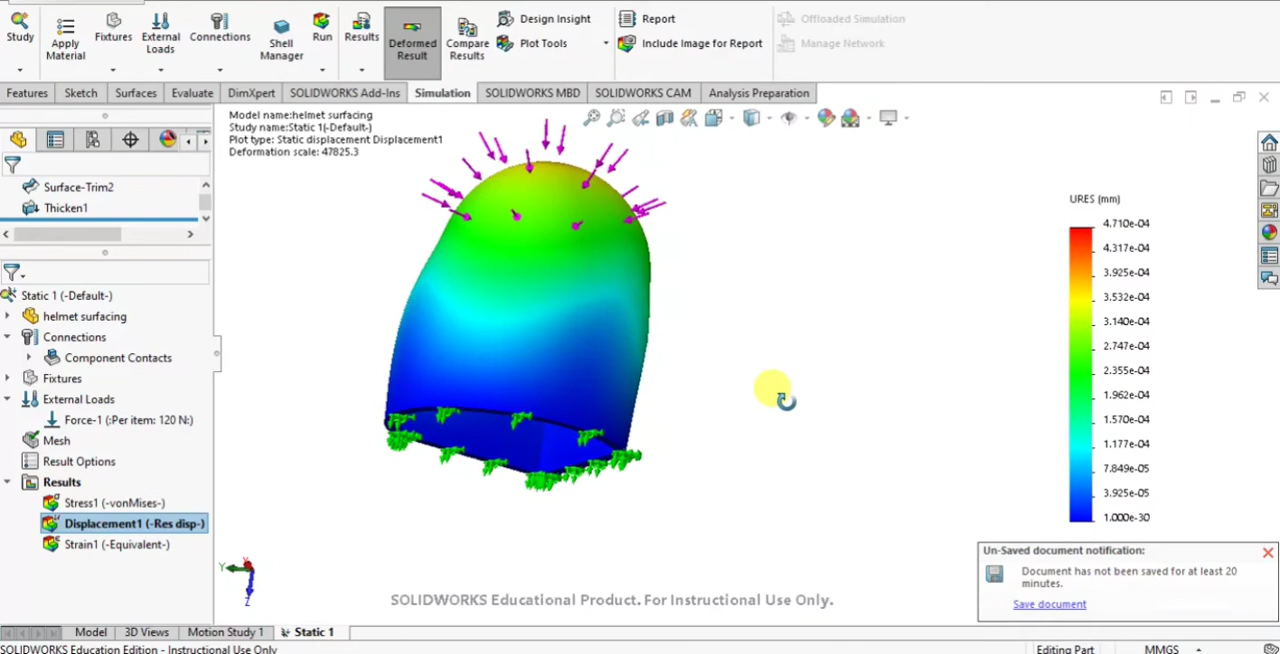 Study
Apply Material
Fixtures
External Loads
Connections
Shell Manager
Run
Results
Deformed Result
Compare Results
Design Insight
Plot Tools
Report
Include Image for Report
Offloaded Simulation
Manage Network
Features
Sketch
Surfaces
Evaluate
DimXpert
SOLIDWORKS Add-Ins
Simulation
SOLIDWORKS MBD
SOLIDWORKS CAM
Analysis Preparation
Model name:helmet surfacing
Study name:Static 1(-Default-)
Plot type: Static displacement Displacement1
Deformation scale: 47825.3
Surface-Trim2
Thicken1
Static 1 (-Default-)
helmet surfacing
Connections
Component Contacts
Fixtures
External Loads
Force-1 (:Per item: 120 N:)
Mesh
Result Options
Results
Stress1 (-vonMises-)
Displacement1 (-Res disp-)
Strain1 (-Equivalent-)
URES (mm)
4.710e-04
4.317e-04
3.925e-04
3.532e-04
3.140e-04
2.747e-04
2.355e-04
1.962e-04
1.570e-04
1.177e-04
7.849e-05
3.925e-05
1.000e-30
Y
X
Z
Un-Saved document notification:
Document has not been saved for at least 20
minutes.
Save document
SOLIDWORKS Educational Product. For Instructional Use Only.
Model
3D Views
Motion Study 1
Static 1
SOLIDWORKS Education Edition - Instructional Use Only
Editing Part
MMGS